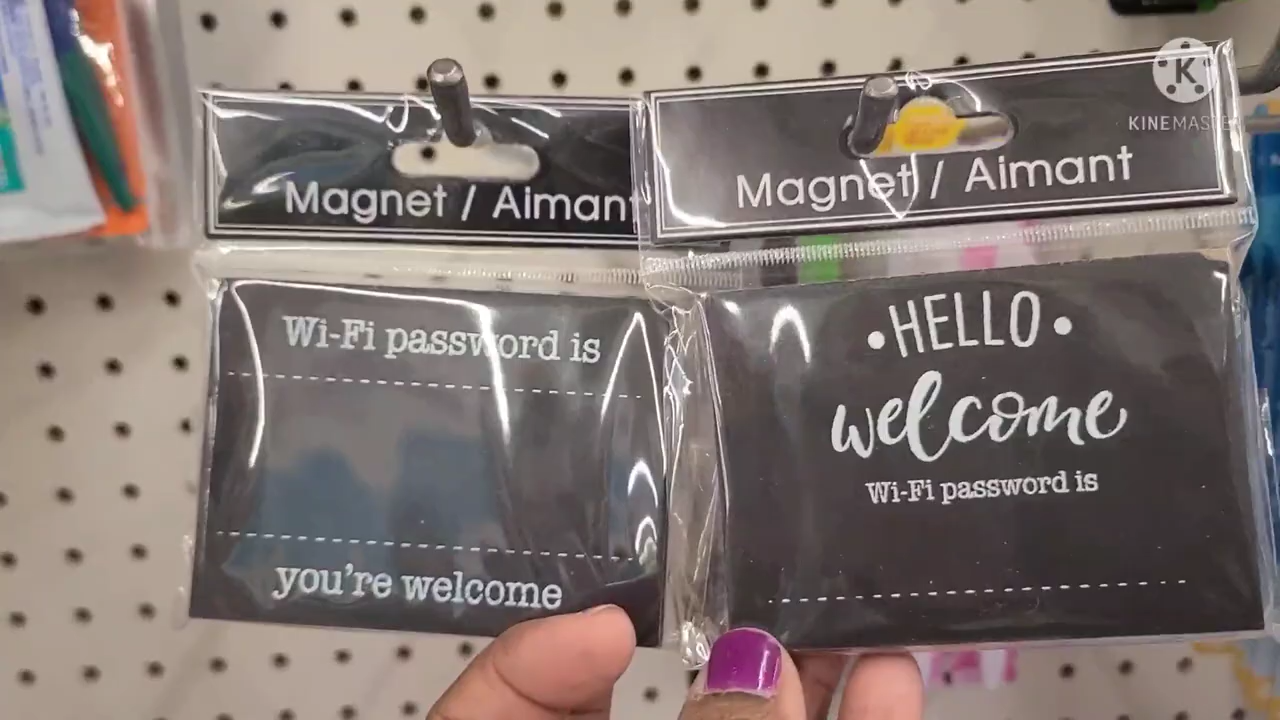 Magnet / Aimant
Wi-Fi password is
you're welcome
Magnet / Aimant
•HELLO•
welcome
Wi-Fi password is
K
KINEMASTER